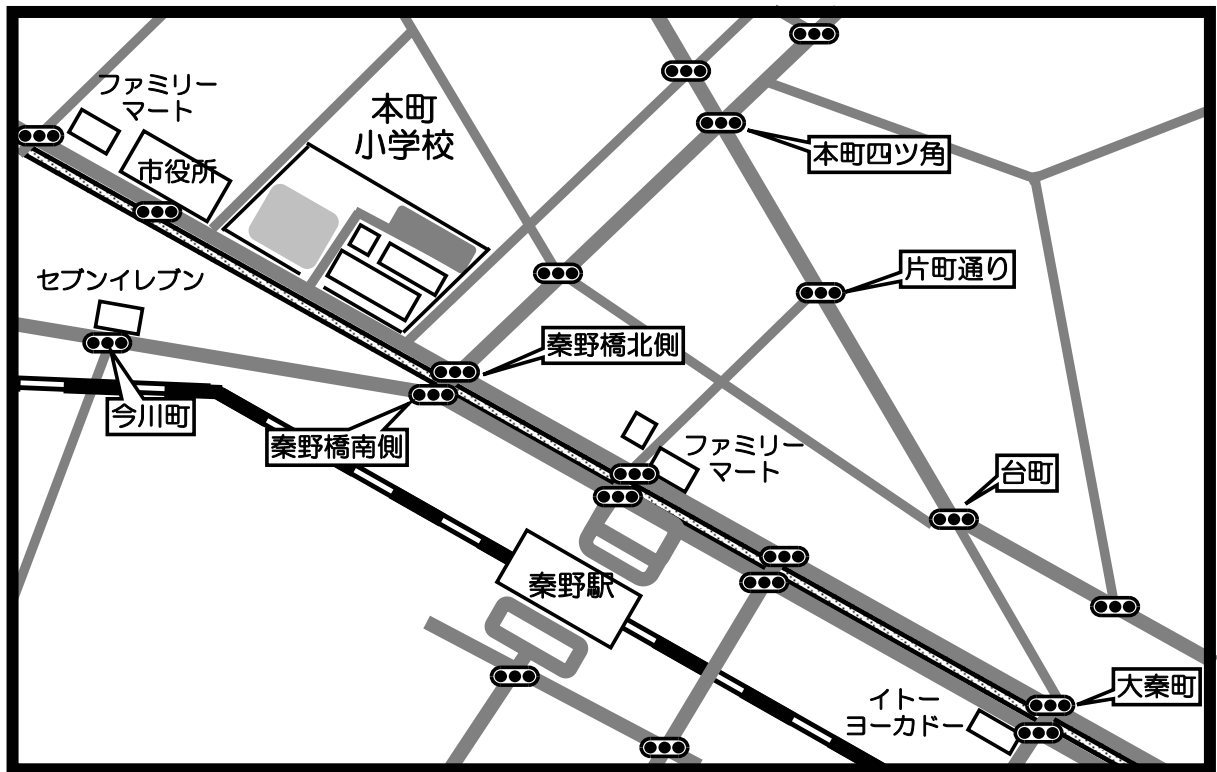 ファミリー
マート
市役所
本町
小学校
本町四ツ角
片町通り
セブンイレブン
秦野橋北側
今川町
秦野橋南側
ファミリー
マート
台町
秦野駅
大秦町
イトー
ヨーカドー